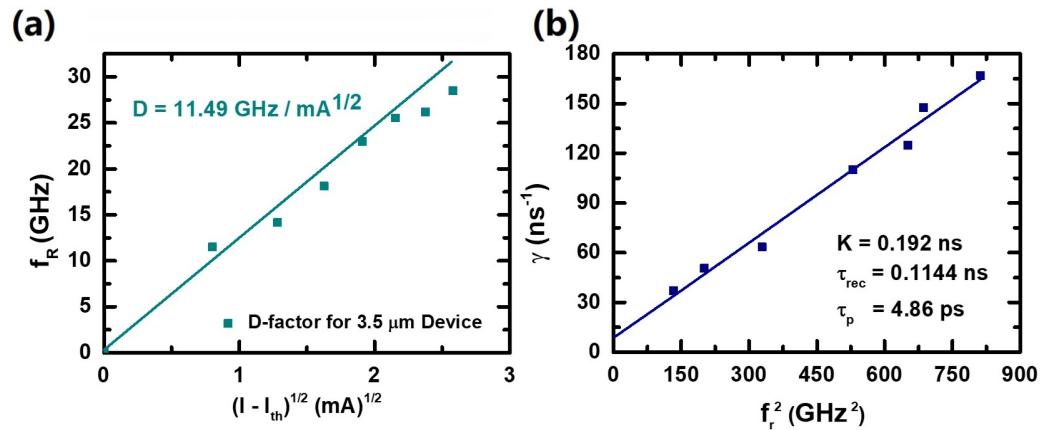 (a)
30
25
20
15
10
5
0
f_R (GHz)
D = 11.49 GHz / mA^1/2
D-factor for 3.5 μm Device
0 1 2 3
(I - I_th)^1/2 (mA)^1/2
(b)
180
150
120
90
60
30
0
γ (ns^-1)
K = 0.192 ns
τ_rec = 0.1144 ns
τ_p = 4.86 ps
0 150 300 450 600 750 900
f_r^2 (GHz^2)